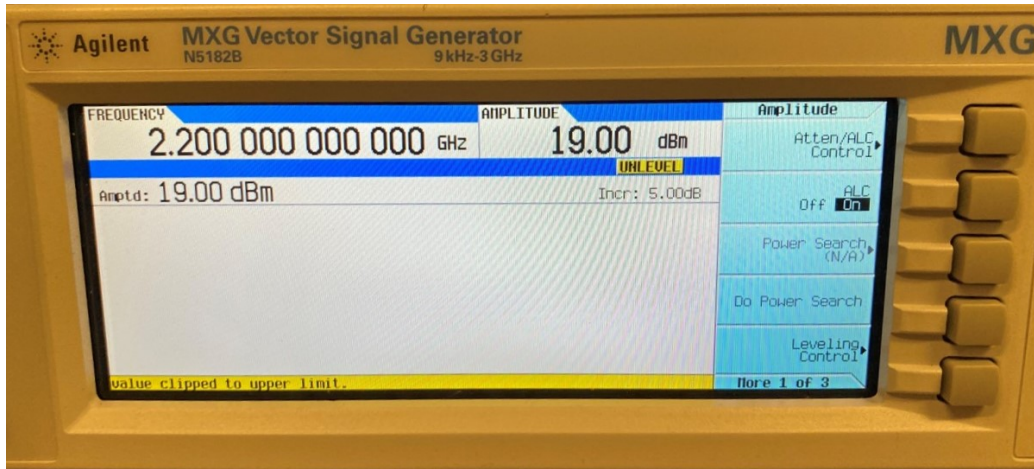 Agilent MXG Vector Signal Generator
N5182B 9 kHz-3 GHz
MXG
FREQUENCY
2.200 000 000 000 GHz
AMPLITUDE
19.00 dBm
UNLEVEL
Amptd: 19.00 dBm
Incr: 5.00dB
value clipped to upper limit.
Amplitude
Atten/ALC
Control
ALC
Off On
Power Search
(N/A)
Do Power Search
Leveling
Control
More 1 of 3